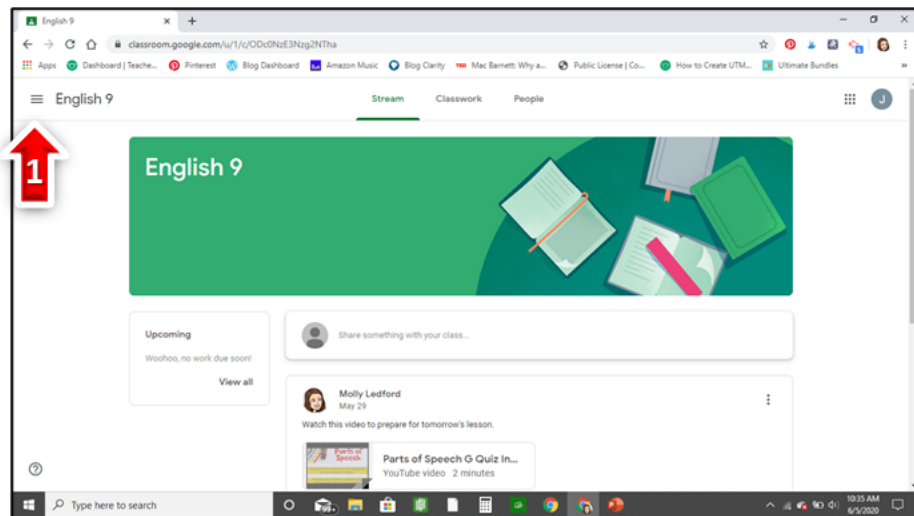 English 9
classroom.google.com/u/1/c/ODc0NzE3Nzg2NTha
Apps Dashboard | Teache... Pinterest Blog Dashboard Amazon Music Blog Clarity Mac Barnett: Why a... Public License | Co... How to Create UTM... Ultimate Bundles
English 9 Stream Classwork People J
1
English 9
Upcoming
Woohoo, no work due soon!
View all
Share something with your class...
Molly Ledford
May 29
Watch this video to prepare for tomorrow's lesson.
Parts of
Speech
Parts of Speech G Quiz In...
YouTube video 2 minutes
Type here to search
99+
10:35 AM
6/5/2020